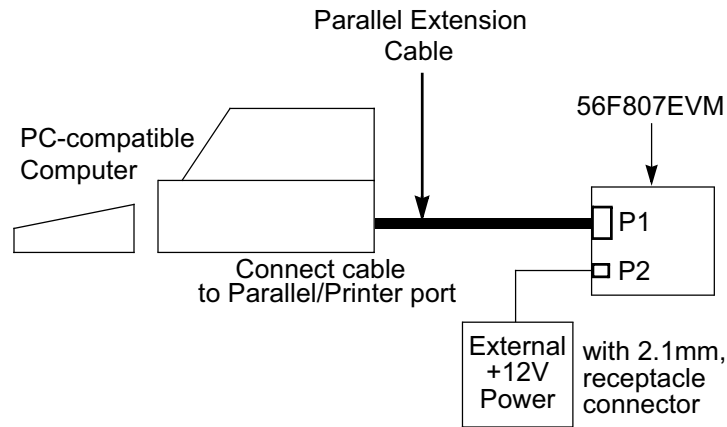 Parallel Extension
Cable
56F807EVM
PC-compatible
Computer
P1
Connect cable
to Parallel/Printer port
P2
External
+12V
Power
with 2.1mm,
receptacle
connector